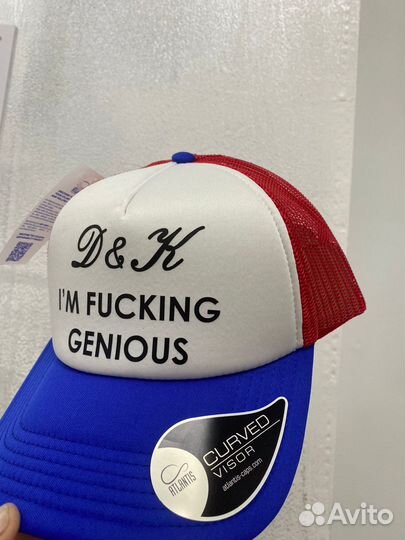 D & K
I'M FUCKING
GENIOUS
ATLANTIS
CURVED
VISOR
atlantis-caps.com
Avito